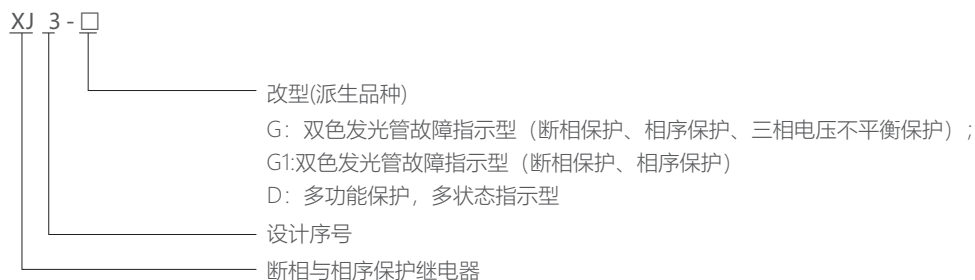 XJ 3-□
改型(派生品种)
G：双色发光管故障指示型（断相保护、相序保护、三相电压不平衡保护）；
G1:双色发光管故障指示型（断相保护、相序保护）
D：多功能保护，多状态指示型
设计序号
断相与相序保护继电器